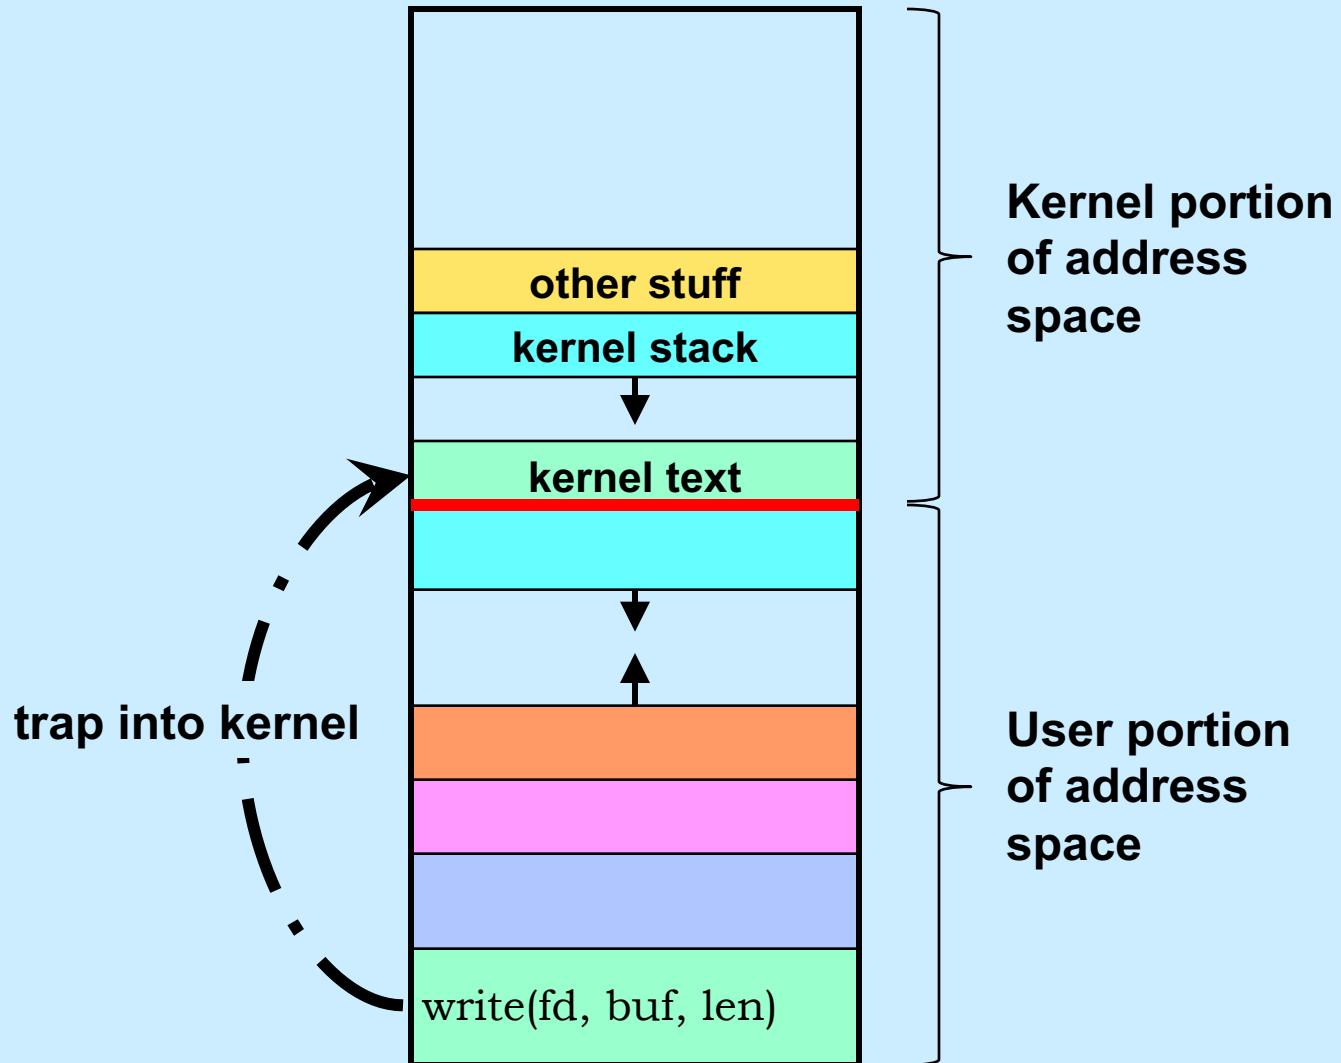 Kernel portion
of address
space
other stuff
kernel stack
kernel text
trap into kernel
User portion
of address
space
write(fd, buf, len)